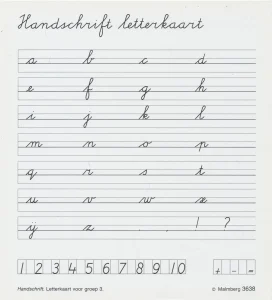 Handschrift letterkaart
a b c d
e f g h
i j k l
m n o p
q r s t
u v w x
ij z . , ! ?
1 2 3 4 5 6 7 8 9 10 + - =
Handschrift. Letterkaart voor groep 3. © Malmberg 3638